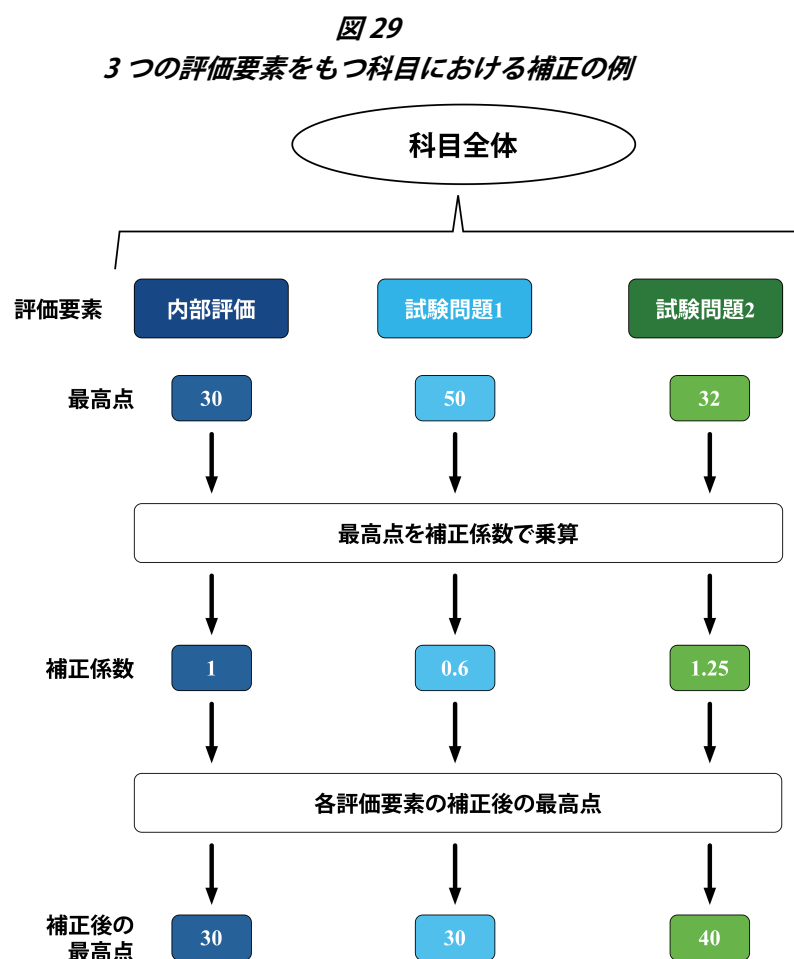 図 29
3 つの評価要素をもつ科目における補正の例
科目全体
評価要素 内部評価 試験問題1 試験問題2
最高点 30 50 32
最高点を補正係数で乗算
補正係数 1 0.6 1.25
各評価要素の補正後の最高点
補正後の
最高点 30 30 40